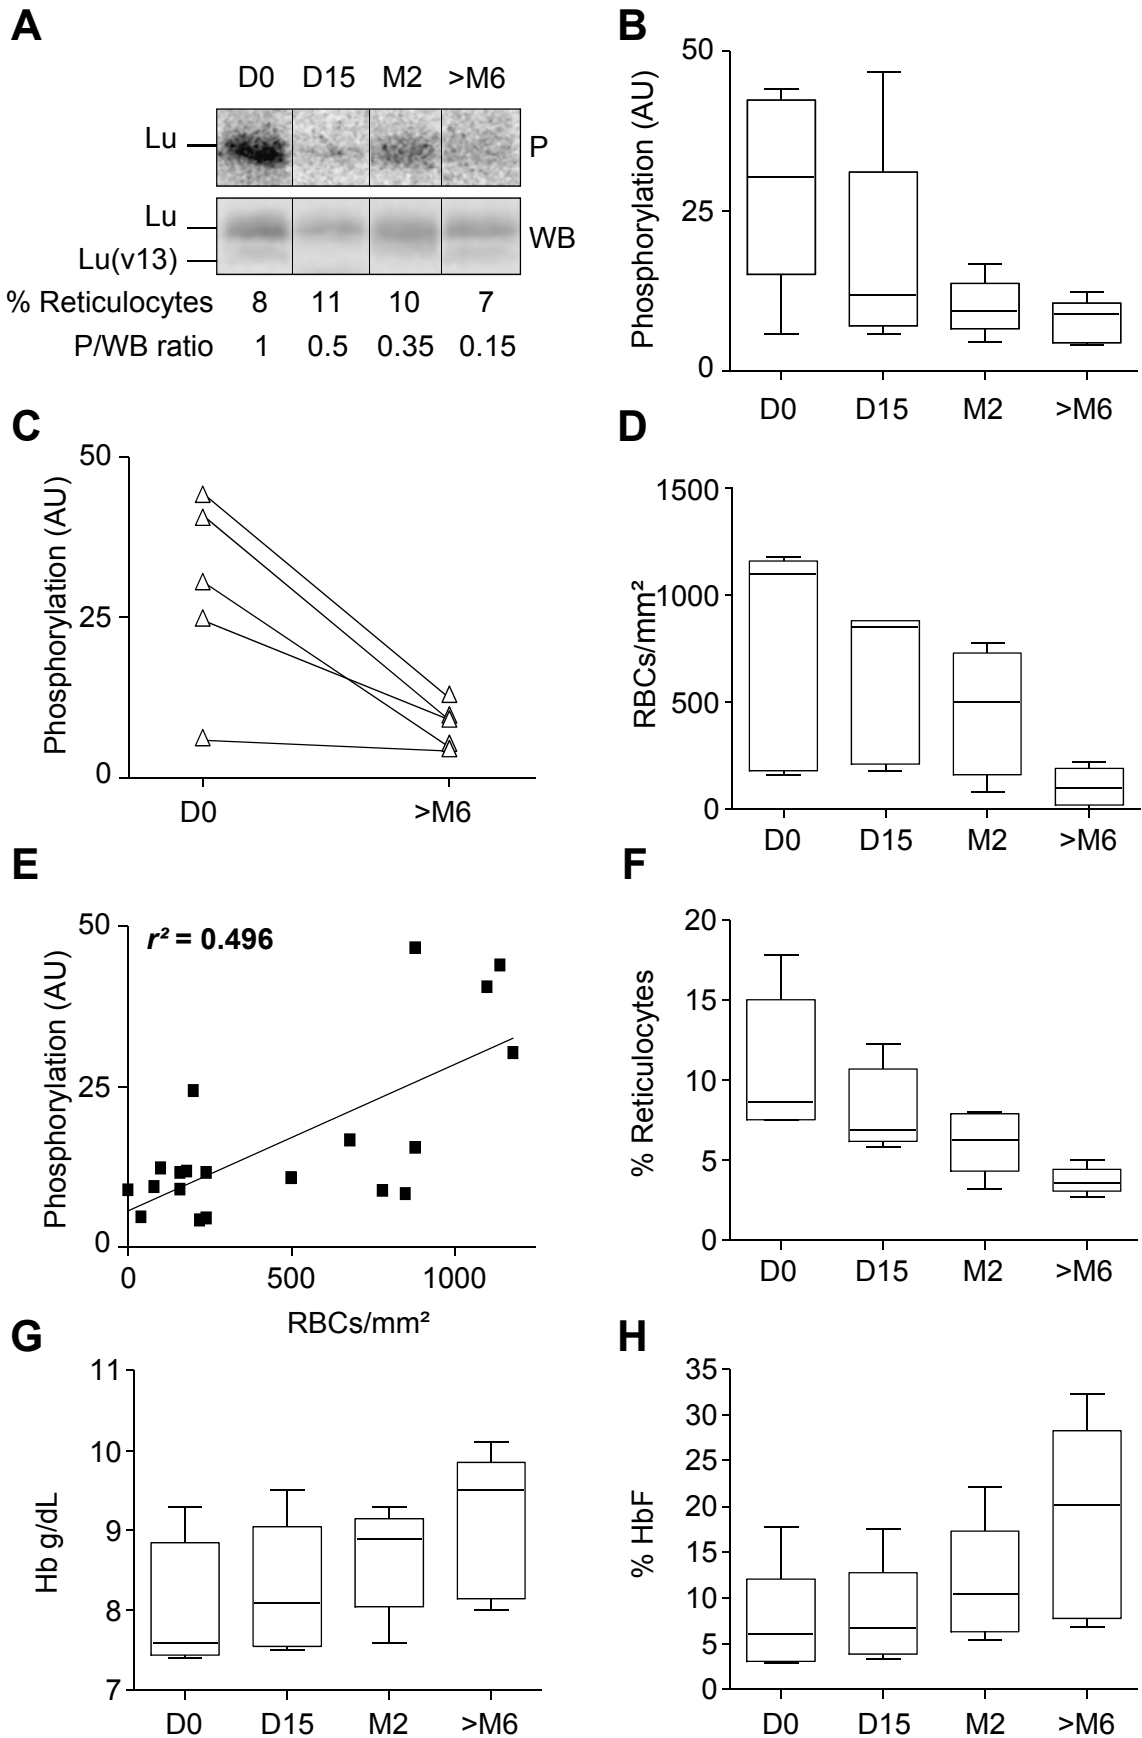 A
D0 D15 M2 >M6
Lu P
Lu WB
Lu(v13)
% Reticulocytes 8 11 10 7
P/WB ratio 1 0.5 0.35 0.15
B
Phosphorylation (AU)
50
25
0
D0 D15 M2 >M6
C
Phosphorylation (AU)
50
25
0
D0 >M6
D
RBCs/mm²
1500
1000
500
0
D0 D15 M2 >M6
E
Phosphorylation (AU)
r² = 0.496
50
25
0
0 500 1000
RBCs/mm²
F
% Reticulocytes
20
15
10
5
0
D0 D15 M2 >M6
G
Hb g/dL
11
10
9
8
7
D0 D15 M2 >M6
H
% HbF
35
30
25
20
15
10
5
0
D0 D15 M2 >M6